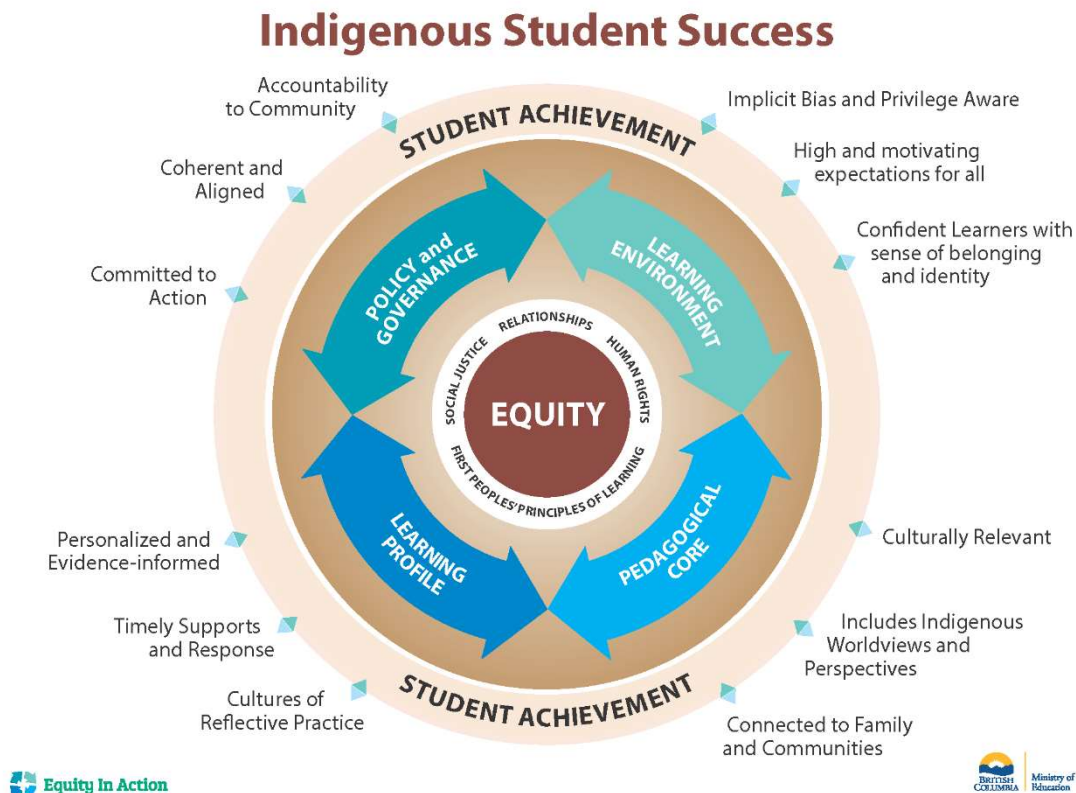 Indigenous Student Success
Accountability
to Community
Coherent and
Aligned
Committed to
Action
STUDENT ACHIEVEMENT
Implicit Bias and Privilege Aware
High and motivating
expectations for all
Confident Learners with
sense of belonging
and identity
POLICY and
GOVERNANCE
LEARNING
ENVIRONMENT
SOCIAL JUSTICE
RELATIONSHIPS
HUMAN RIGHTS
EQUITY
FIRST PEOPLES' PRINCIPLES OF LEARNING
LEARNING
PROFILE
PEDAGOGICAL
CORE
Personalized and
Evidence-informed
Timely Supports
and Response
Cultures of
Reflective Practice
STUDENT ACHIEVEMENT
Culturally Relevant
Includes Indigenous
Worldviews and
Perspectives
Connected to Family
and Communities
Equity In Action
BRITISH
COLUMBIA
Ministry of
Education